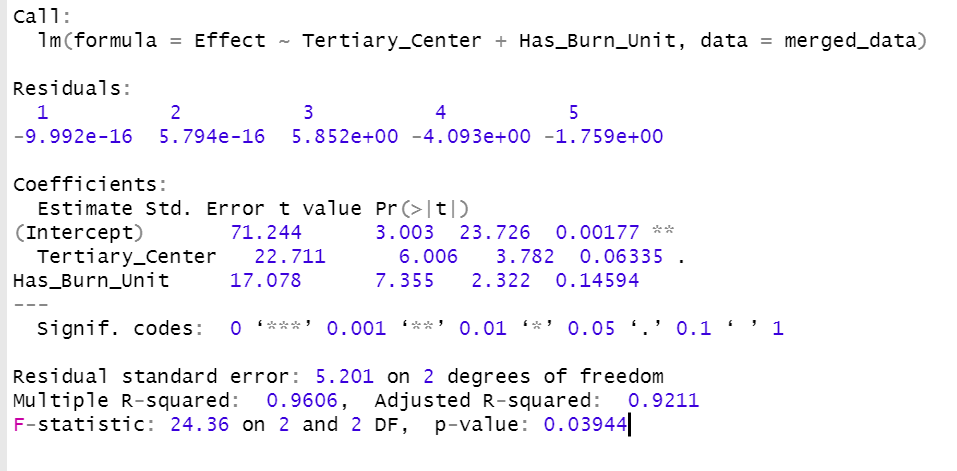 Call:
lm(formula = Effect ~ Tertiary_Center + Has_Burn_Unit, data = merged_data)
Residuals:
1 2 3 4 5
-9.992e-16 5.794e-16 5.852e+00 -4.093e+00 -1.759e+00
Coefficients:
Estimate Std. Error t value Pr(>|t|)
(Intercept) 71.244 3.003 23.726 0.00177 **
Tertiary_Center 22.711 6.006 3.782 0.06335 .
Has_Burn_Unit 17.078 7.355 2.322 0.14594
---
Signif. codes: 0 ‘***’ 0.001 ‘**’ 0.01 ‘*’ 0.05 ‘.’ 0.1 ‘ ’ 1
Residual standard error: 5.201 on 2 degrees of freedom
Multiple R-squared: 0.9606, Adjusted R-squared: 0.9211
F-statistic: 24.36 on 2 and 2 DF, p-value: 0.03944